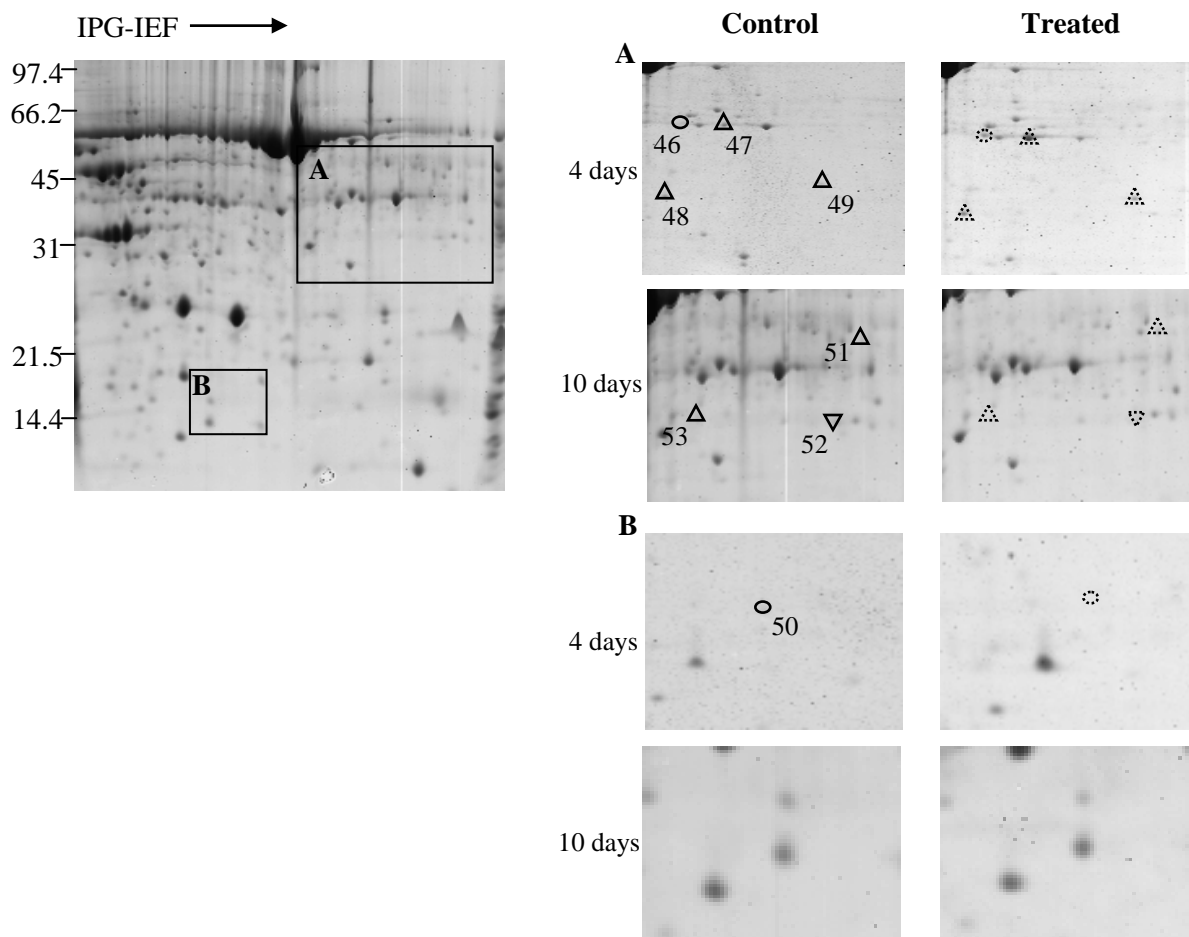 IPG-IEF
97.4
66.2
45
31
21.5
14.4
A
B
Control Treated
A
4 days
46 47
48 49
10 days
51
53 52
B
4 days
50
10 days